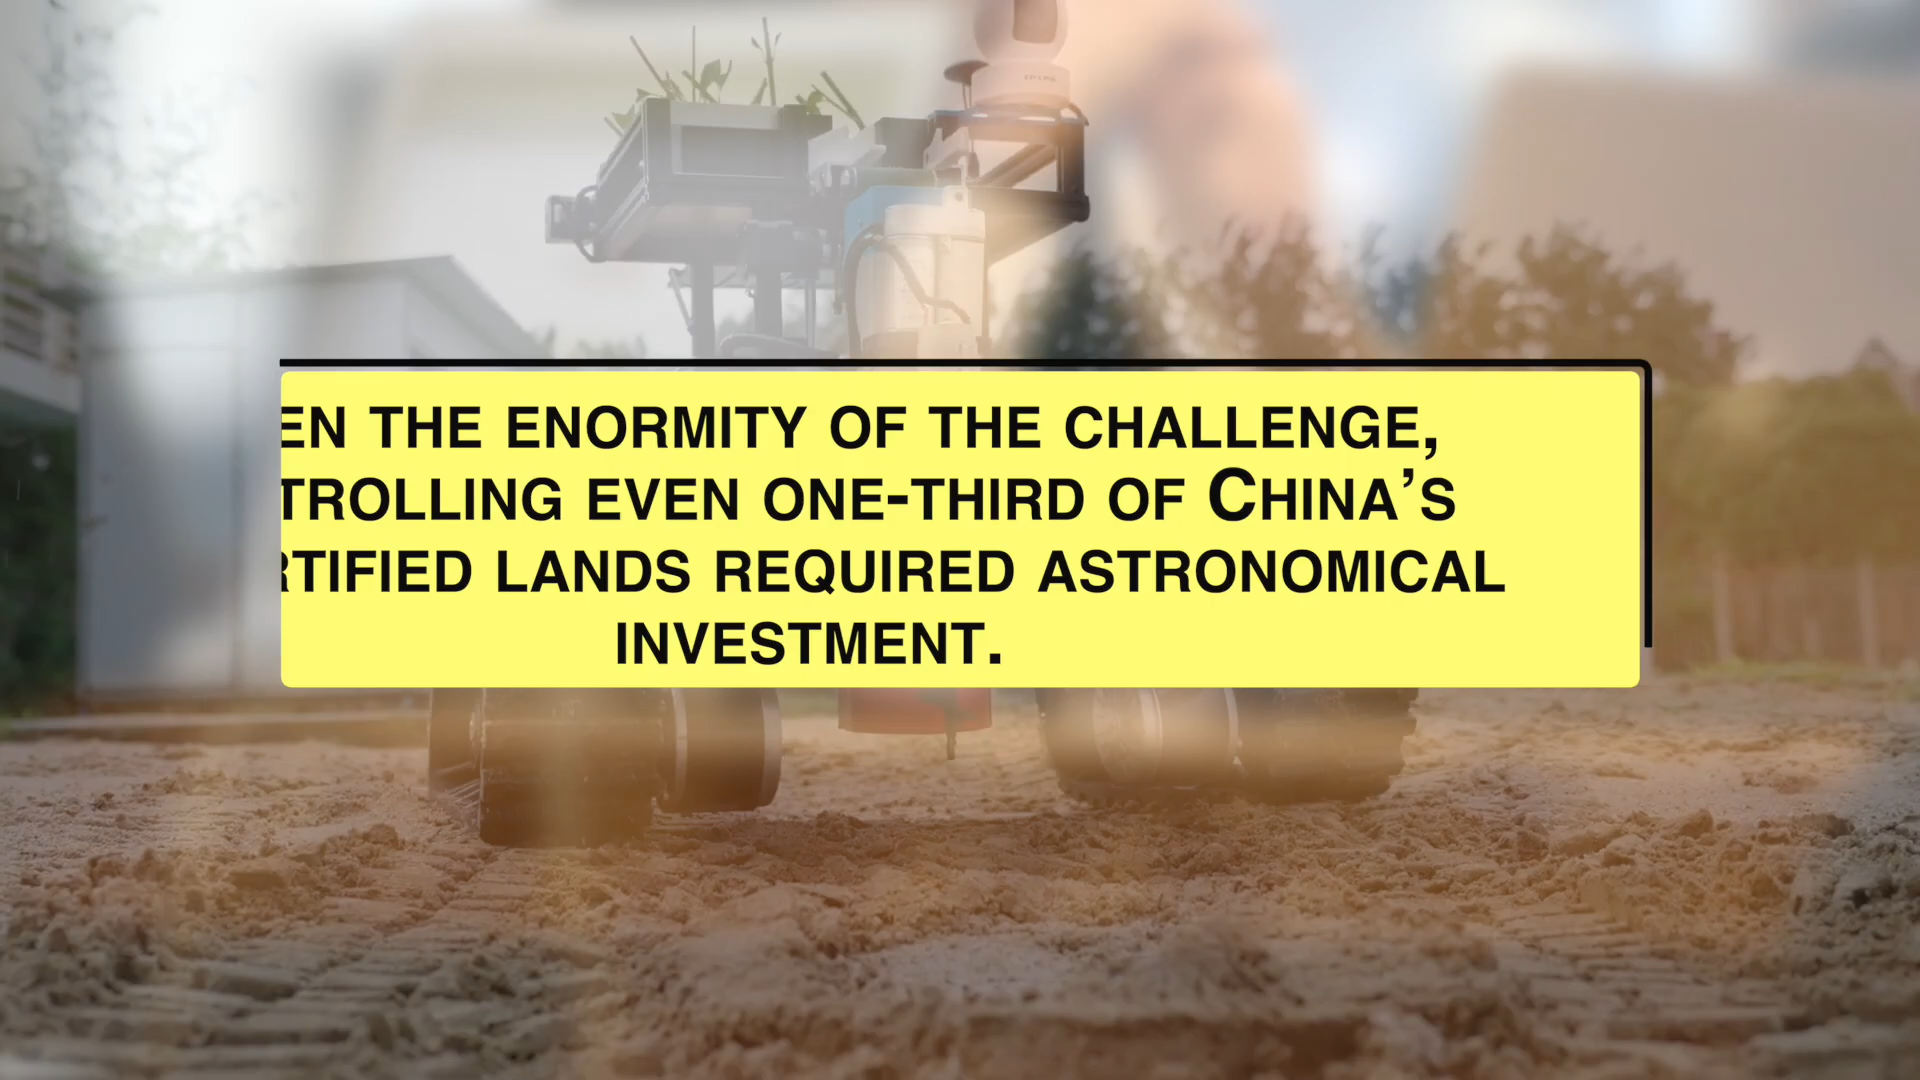 EN THE ENORMITY OF THE CHALLENGE,
TROLLING EVEN ONE-THIRD OF CHINA'S
RTIFIED LANDS REQUIRED ASTRONOMICAL
INVESTMENT.